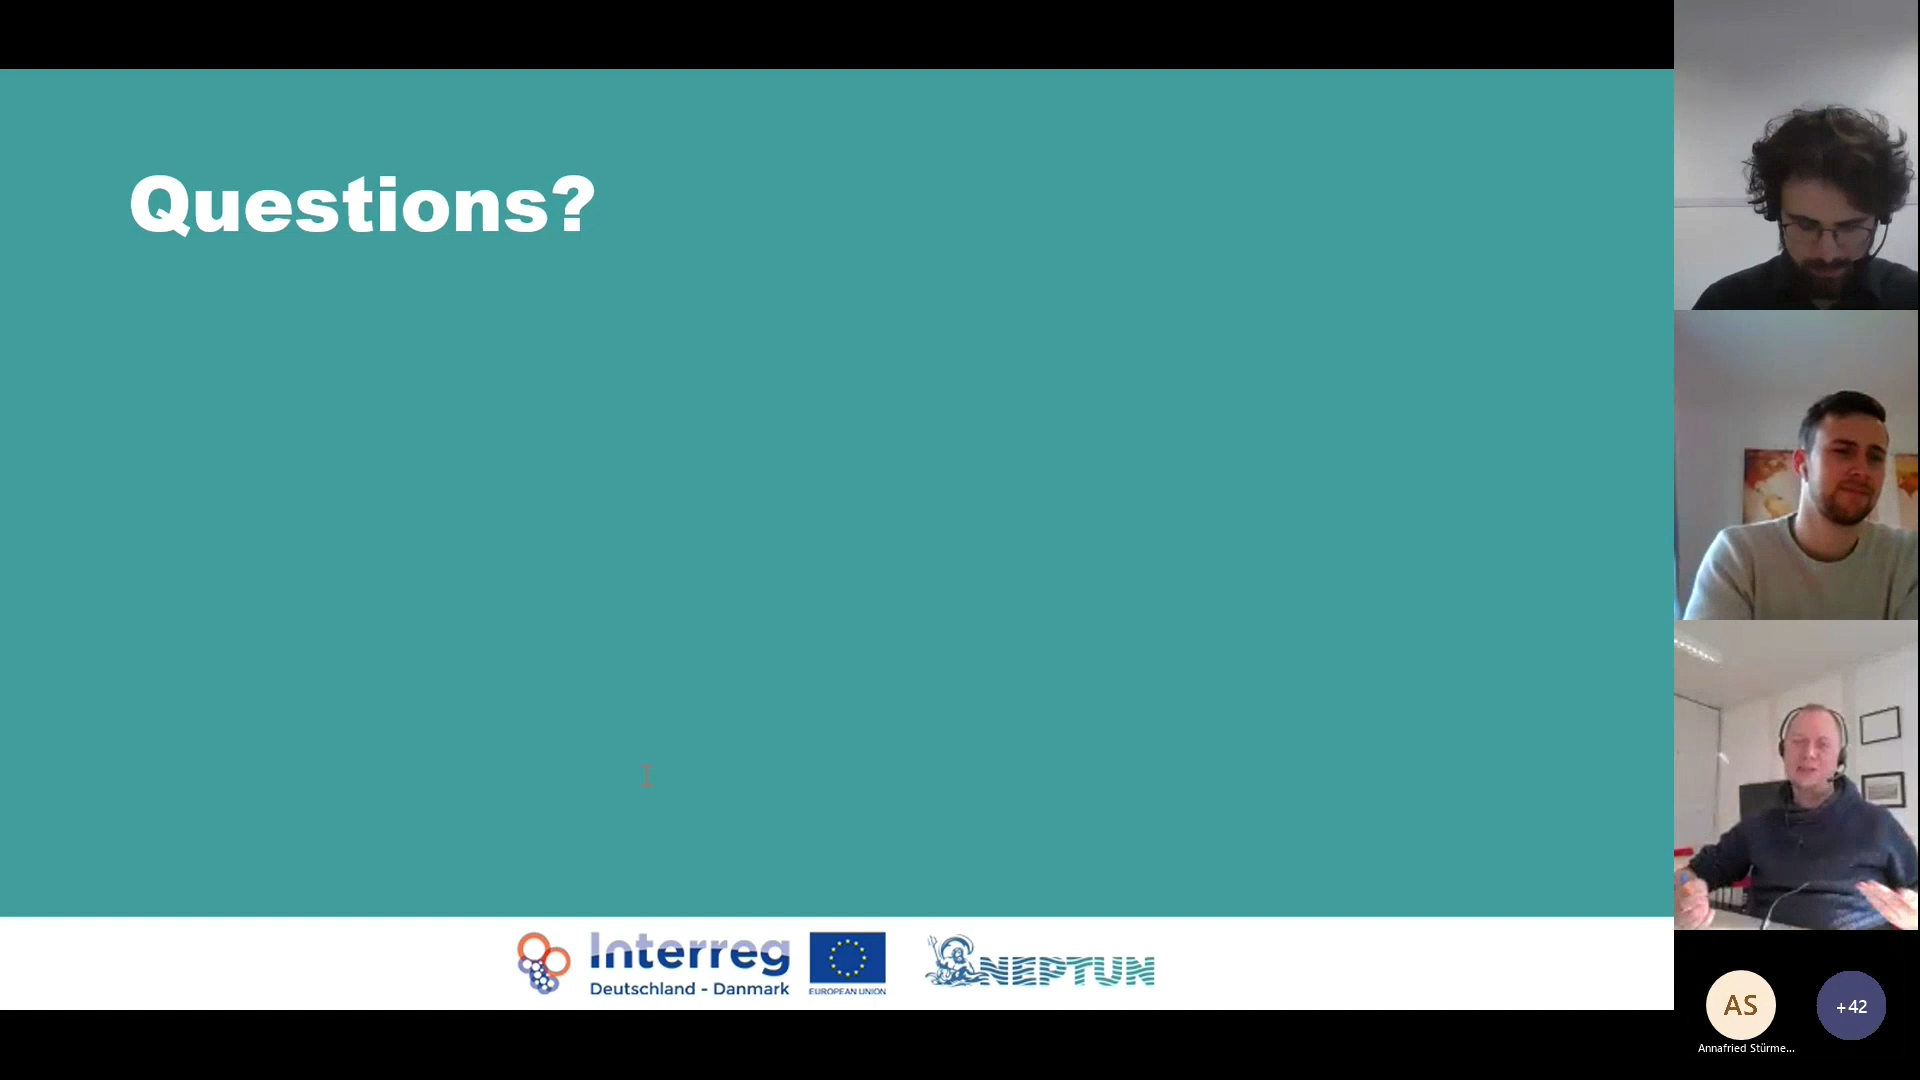 Questions?
Interreg
Deutschland - Danmark
EUROPEAN UNION
NEPTUN
AS
+42
Annafried Stürme...